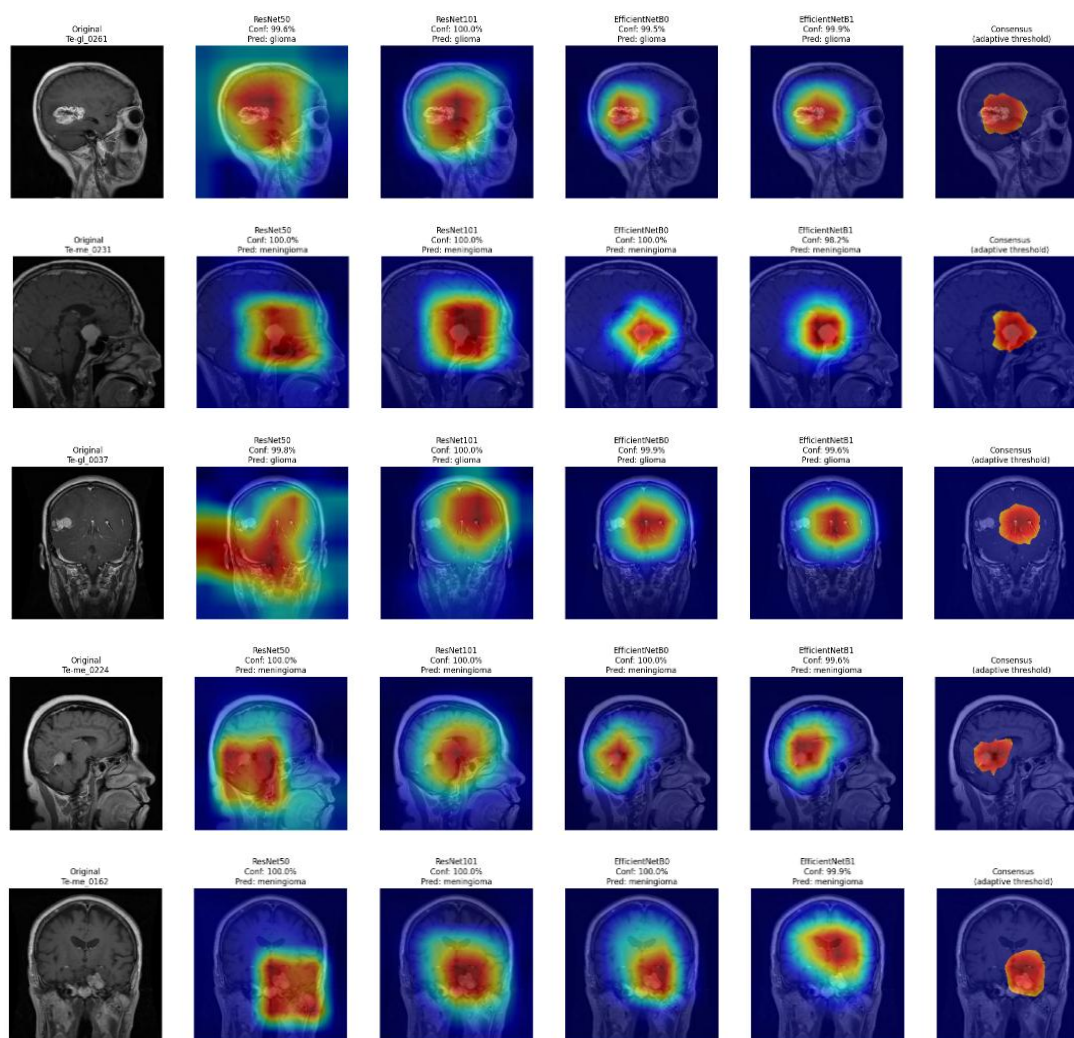 Original
Te-gl_0261
ResNet50
Conf: 99.6%
Pred: glioma
ResNet101
Conf: 100.0%
Pred: glioma
EfficientNetB0
Conf: 99.5%
Pred: glioma
EfficientNetB1
Conf: 99.9%
Pred: glioma
Consensus
(adaptive threshold)
Original
Te-me_0231
ResNet50
Conf: 100.0%
Pred: meningioma
ResNet101
Conf: 100.0%
Pred: meningioma
EfficientNetB0
Conf: 100.0%
Pred: meningioma
EfficientNetB1
Conf: 98.2%
Pred: meningioma
Consensus
(adaptive threshold)
Original
Te-gl_0037
ResNet50
Conf: 99.8%
Pred: glioma
ResNet101
Conf: 100.0%
Pred: glioma
EfficientNetB0
Conf: 99.9%
Pred: glioma
EfficientNetB1
Conf: 99.6%
Pred: glioma
Consensus
(adaptive threshold)
Original
Te-me_0224
ResNet50
Conf: 100.0%
Pred: meningioma
ResNet101
Conf: 100.0%
Pred: meningioma
EfficientNetB0
Conf: 100.0%
Pred: meningioma
EfficientNetB1
Conf: 99.6%
Pred: meningioma
Consensus
(adaptive threshold)
Original
Te-me_0162
ResNet50
Conf: 100.0%
Pred: meningioma
ResNet101
Conf: 100.0%
Pred: meningioma
EfficientNetB0
Conf: 100.0%
Pred: meningioma
EfficientNetB1
Conf: 99.9%
Pred: meningioma
Consensus
(adaptive threshold)